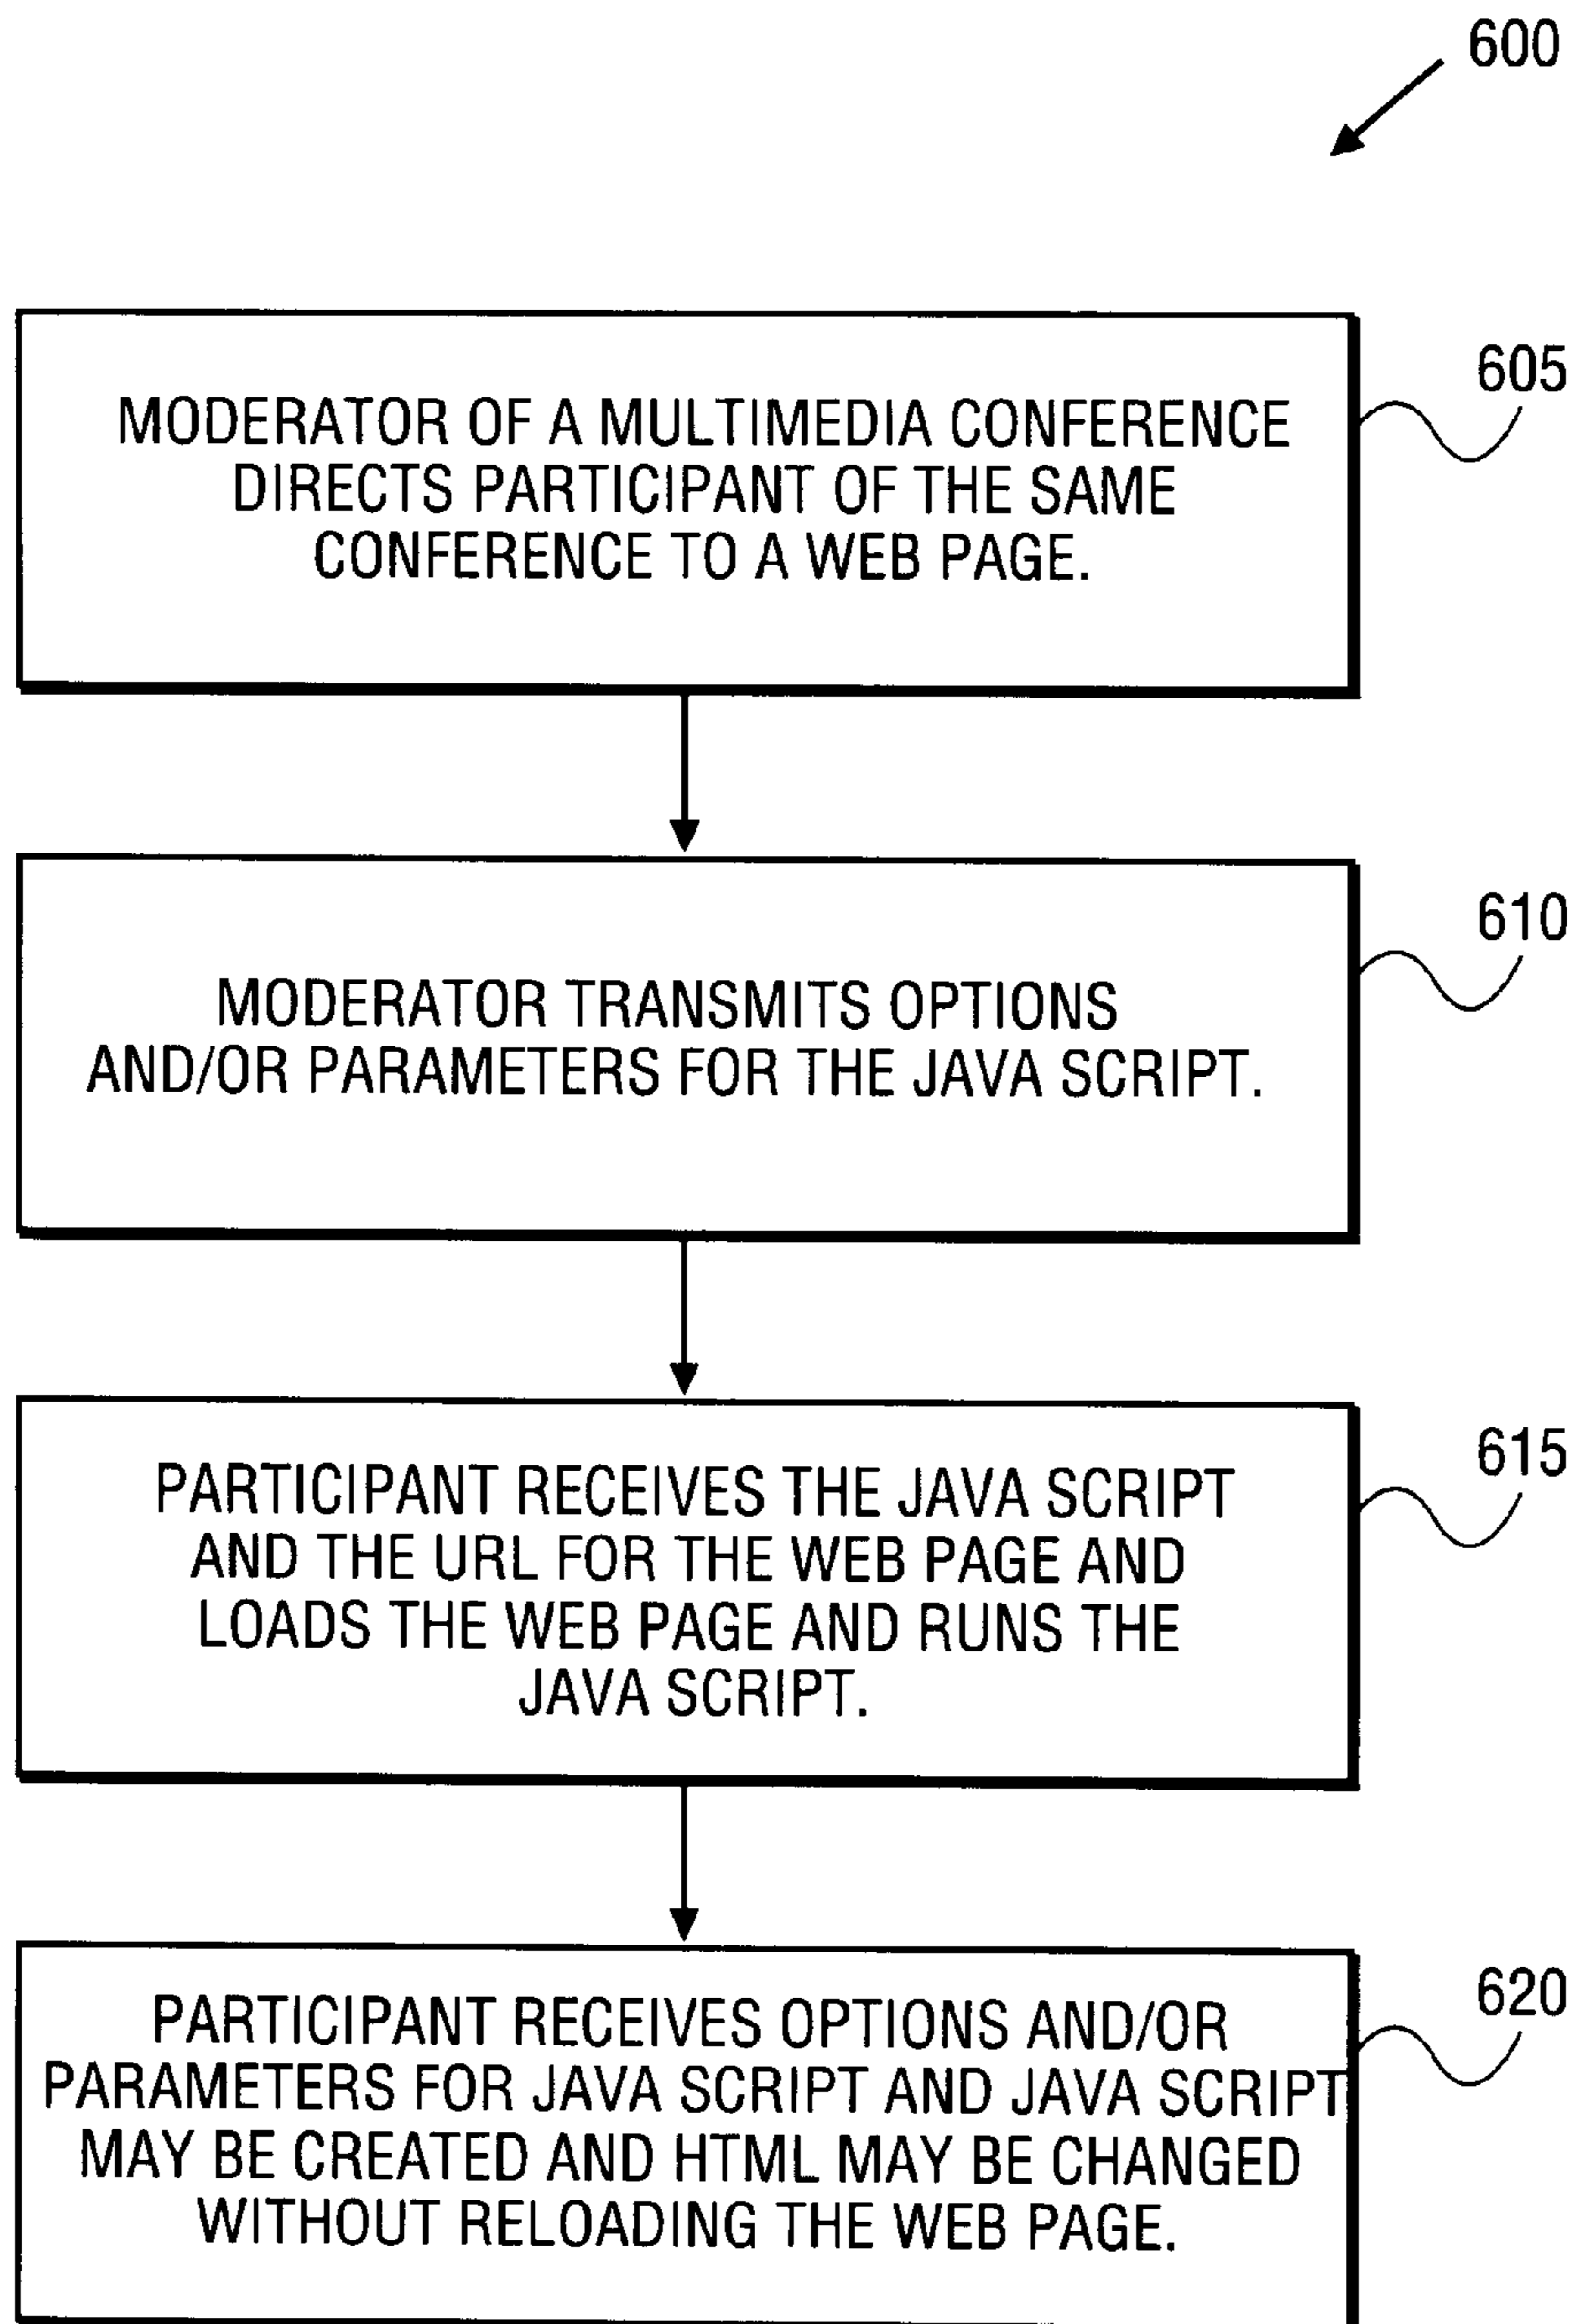 600
605
MODERATOR OF A MULTIMEDIA CONFERENCE
DIRECTS PARTICIPANT OF THE SAME
CONFERENCE TO A WEB PAGE.
610
MODERATOR TRANSMITS OPTIONS
AND/OR PARAMETERS FOR THE JAVA SCRIPT.
615
PARTICIPANT RECEIVES THE JAVA SCRIPT
AND THE URL FOR THE WEB PAGE AND
LOADS THE WEB PAGE AND RUNS THE
JAVA SCRIPT.
620
PARTICIPANT RECEIVES OPTIONS AND/OR
PARAMETERS FOR JAVA SCRIPT AND JAVA SCRIPT
MAY BE CREATED AND HTML MAY BE CHANGED
WITHOUT RELOADING THE WEB PAGE.